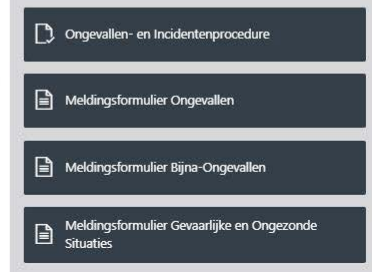 Ongevallen- en Incidentenprocedure
Meldingsformulier Ongevallen
Meldingsformulier Bijna-Ongevallen
Meldingsformulier Gevaarlijke en Ongezonde
Situaties